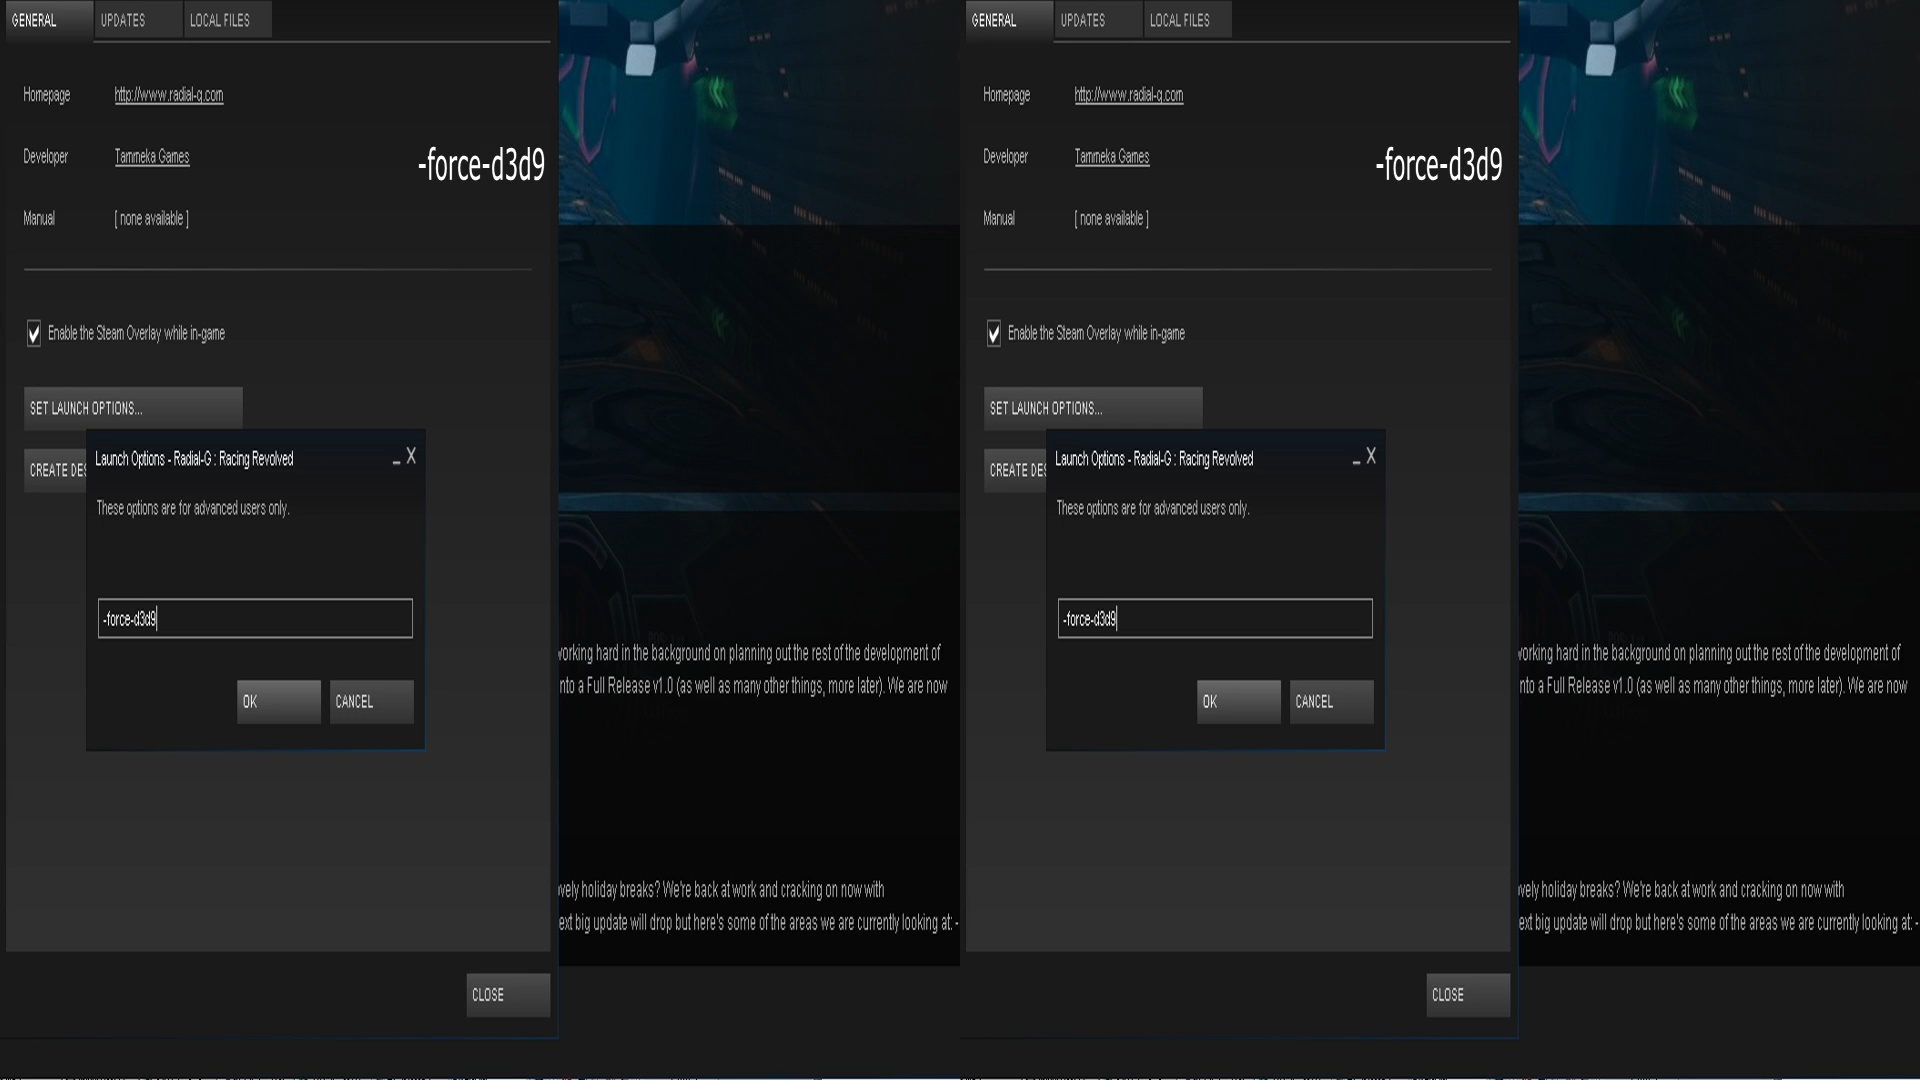 GENERAL UPDATES LOCAL FILES
Homepage http://www.radial-g.com
Developer Tammeka Games
-force-d3d9
Manual [ none available ]
Enable the Steam Overlay while in-game
SET LAUNCH OPTIONS...
CREATE DES
Launch Options - Radial-G : Racing Revolved _ X
These options are for advanced users only.
-force-d3d9
OK CANCEL
working hard in the background on planning out the rest of the development of
nto a Full Release v1.0 (as well as many other things, more later). We are now
ovely holiday breaks? We're back at work and cracking on now with
ext big update will drop but here's some of the areas we are currently looking at: -
CLOSE
GENERAL UPDATES LOCAL FILES
Homepage http://www.radial-g.com
Developer Tammeka Games
-force-d3d9
Manual [ none available ]
Enable the Steam Overlay while in-game
SET LAUNCH OPTIONS...
CREATE DES
Launch Options - Radial-G : Racing Revolved _ X
These options are for advanced users only.
-force-d3d9
OK CANCEL
working hard in the background on planning out the rest of the development of
nto a Full Release v1.0 (as well as many other things, more later). We are now
ovely holiday breaks? We're back at work and cracking on now with
ext big update will drop but here's some of the areas we are currently looking at: -
CLOSE